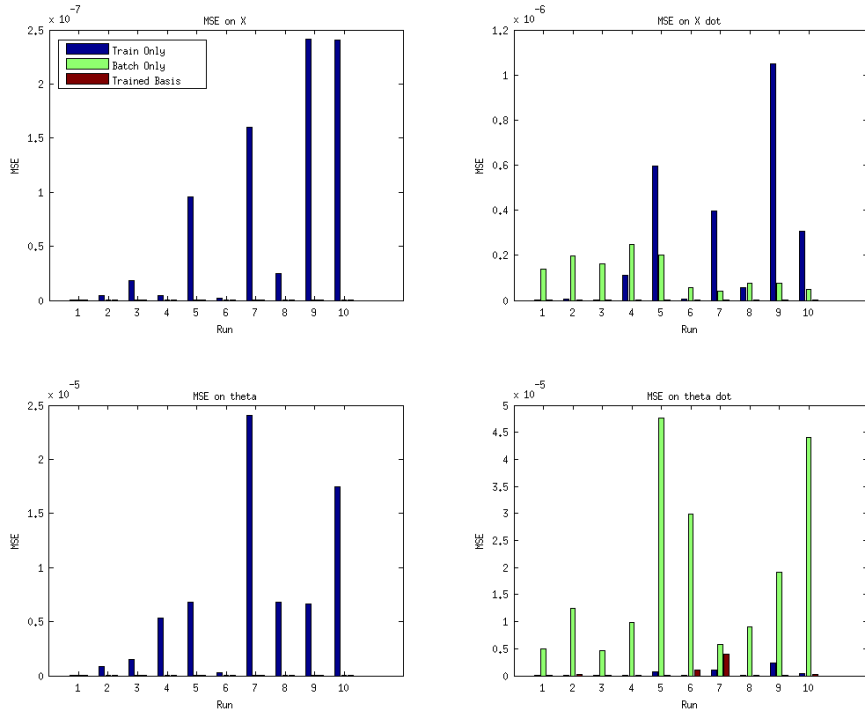 MSE on X
x 10^-7
2.5
2
1.5
1
0.5
0
MSE
1 2 3 4 5 6 7 8 9 10
Run
Train Only
Batch Only
Trained Basis
MSE on X dot
x 10^-6
1.2
1
0.8
0.6
0.4
0.2
0
MSE
1 2 3 4 5 6 7 8 9 10
Run
MSE on theta
x 10^-5
2.5
2
1.5
1
0.5
0
MSE
1 2 3 4 5 6 7 8 9 10
Run
MSE on theta dot
x 10^-5
5
4.5
4
3.5
3
2.5
2
1.5
1
0.5
0
MSE
1 2 3 4 5 6 7 8 9 10
Run